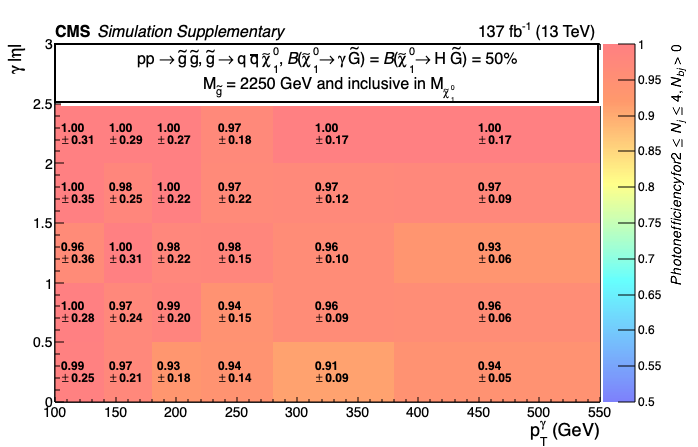 CMS Simulation Supplementary 137 fb⁻¹ (13 TeV)
pp → g̃ g̃, g̃ → q q̅ χ̃₁⁰, B(χ̃₁⁰ → γ G̃) = B(χ̃₁⁰ → H G̃) = 50%
M_g̃ = 2250 GeV and inclusive in M_χ̃₁⁰
γ |η|
3
2.5
2
1.5
1
0.5
0
1.00 1.00 1.00 0.97 1.00 1.00
± 0.31 ± 0.29 ± 0.27 ± 0.18 ± 0.17 ± 0.17
1.00 0.98 1.00 0.97 0.97 0.97
± 0.35 ± 0.25 ± 0.22 ± 0.22 ± 0.12 ± 0.09
0.96 1.00 0.98 0.98 0.96 0.93
± 0.36 ± 0.31 ± 0.22 ± 0.15 ± 0.10 ± 0.06
1.00 0.97 0.99 0.94 0.96 0.96
± 0.28 ± 0.24 ± 0.20 ± 0.15 ± 0.09 ± 0.06
0.99 0.97 0.93 0.94 0.91 0.94
± 0.25 ± 0.21 ± 0.18 ± 0.14 ± 0.09 ± 0.05
100 150 200 250 300 350 400 450 500 550
p_T^γ (GeV)
1
0.95
0.9
0.85
0.8
0.75
0.7
0.65
0.6
0.55
0.5
Photonefficiencyfor2 ≤ N_j ≤ 4, N_bj > 0